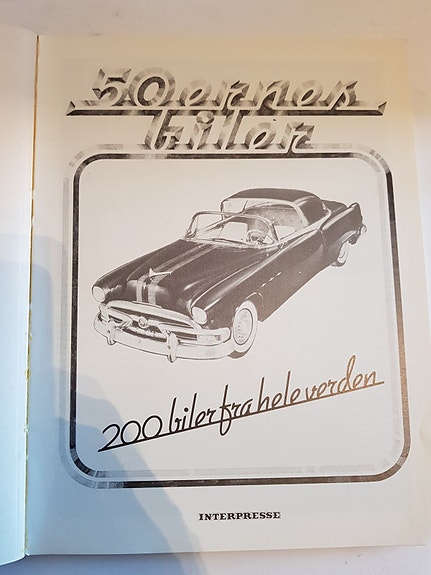 50ernes
biler
200 biler fra hele verden
INTERPRESSE